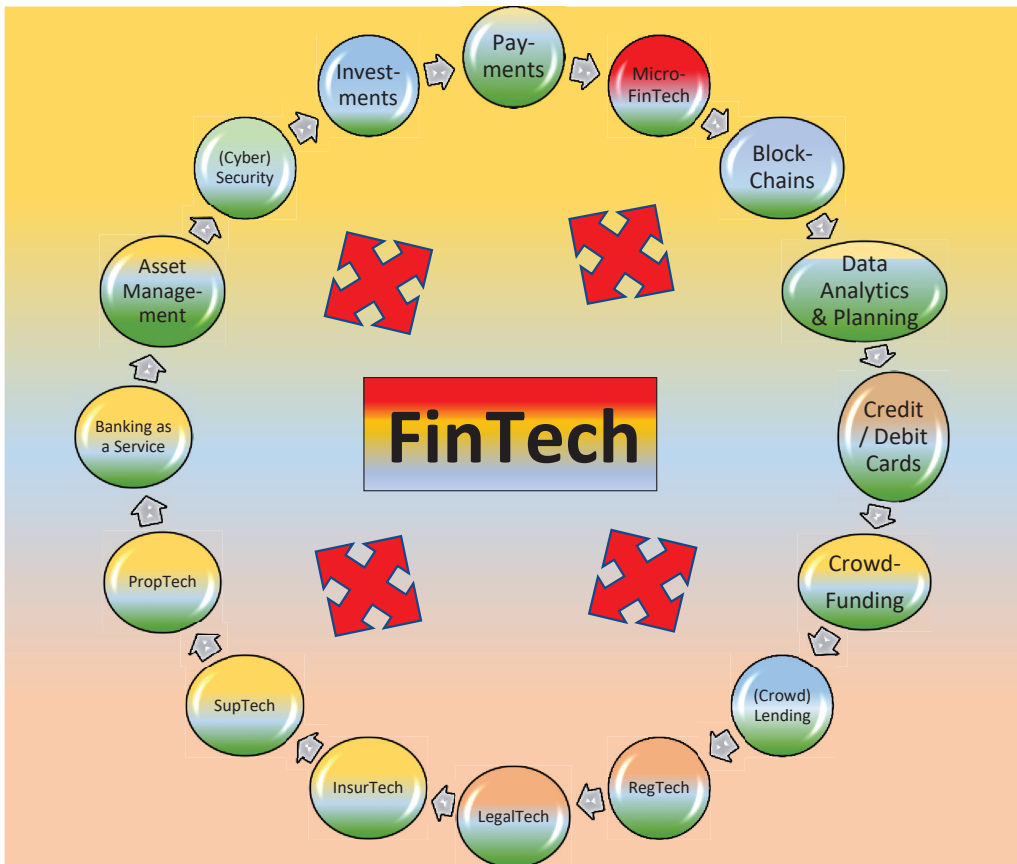 Pay-
ments
Micro-
FinTech
Block-
Chains
Data
Analytics
& Planning
Credit
/ Debit
Cards
Crowd-
Funding
(Crowd)
Lending
RegTech
LegalTech
InsurTech
SupTech
PropTech
Banking as
a Service
Asset
Manage-
ment
(Cyber)
Security
Invest-
ments
FinTech